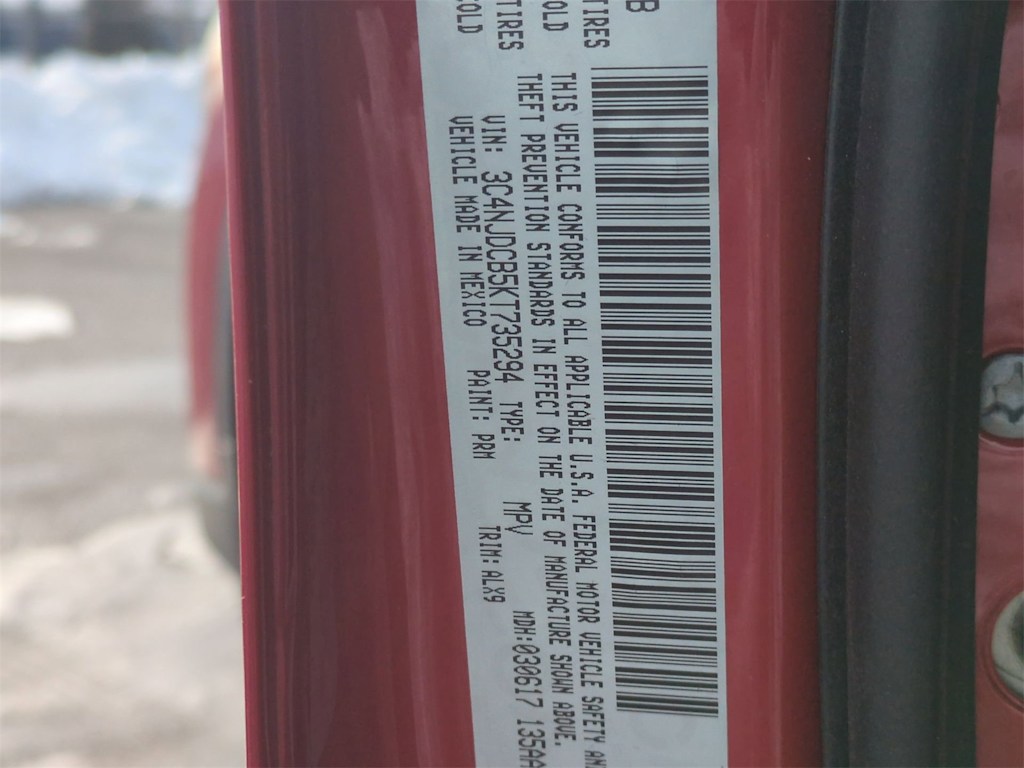 B
TIRES
OLD
TIRES
OLD
THIS VEHICLE CONFORMS TO ALL APPLICABLE U.S.A. FEDERAL MOTOR VEHICLE SAFETY AN
THEFT PREVENTION STANDARDS IN EFFECT ON THE DATE OF MANUFACTURE SHOWN ABOVE.
VIN: 3C4NJDCB5KT735294 TYPE: MPV MDH:030617 135AA
VEHICLE MADE IN MEXICO PAINT: PRM TRIM: ALX9